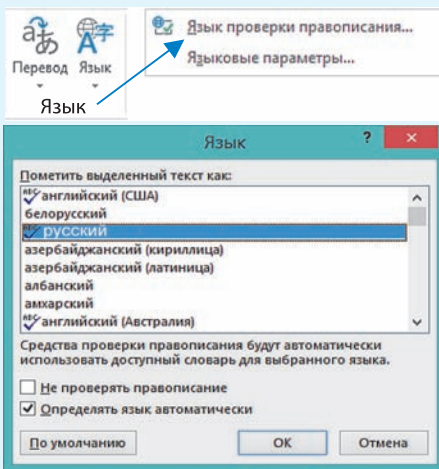 Перевод Язык
Язык проверки правописания...
Языковые параметры...
Язык
Язык ? ×
Пометить выделенный текст как:
английский (США)
белорусский
русский
азербайджанский (кириллица)
азербайджанский (латиница)
албанский
амхарский
английский (Австралия)
Средства проверки правописания будут автоматически
использовать доступный словарь для выбранного языка.
Не проверять правописание
Определять язык автоматически
По умолчанию ОК Отмена